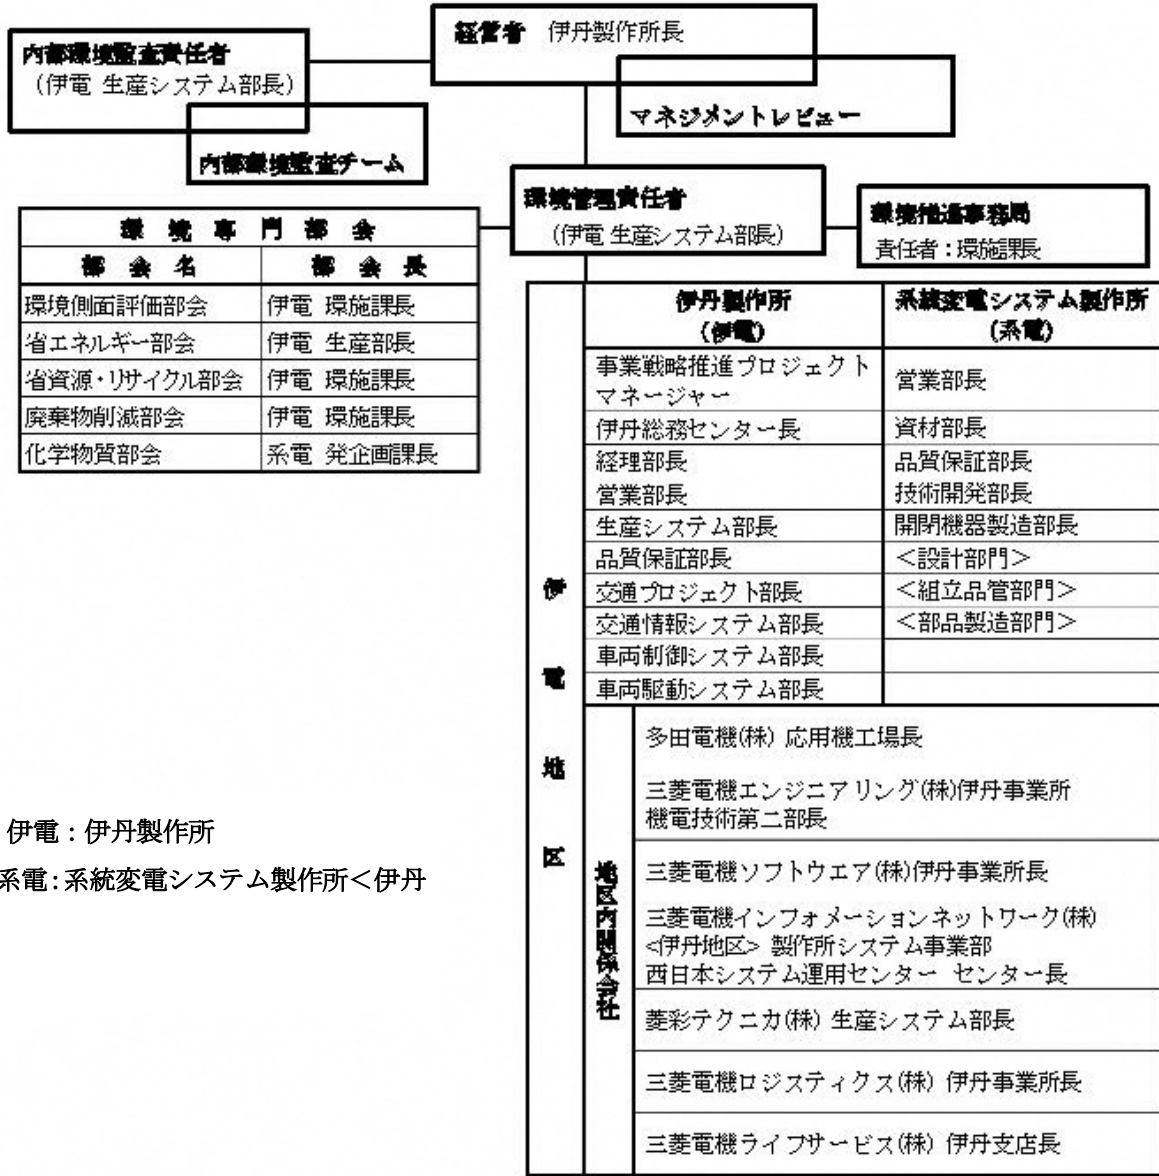 経営者 伊丹製作所長
内部環境監査責任者
(伊電 生産システム部長)
マネジメントレビュー
内部環境監査チーム
環境管理責任者
(伊電 生産システム部長)
環境推進事務局
責任者：環施課長
環境専門部会
部会名 部会長
環境側面評価部会 伊電 環施課長
省エネルギー部会 伊電 生産部長
省資源・リサイクル部会 伊電 環施課長
廃棄物削減部会 伊電 環施課長
化学物質部会 系電 発企画課長
伊電地区
伊丹製作所 系統変電システム製作所
(伊電) (系電)
事業戦略推進プロジェクト
マネージャー 営業部長
伊丹総務センター長 資材部長
経理部長 品質保証部長
営業部長 技術開発部長
生産システム部長 開閉機器製造部長
品質保証部長 ＜設計部門＞
交通プロジェクト部長 ＜組立品管部門＞
交通情報システム部長 ＜部品製造部門＞
車両制御システム部長
車両駆動システム部長
地区内関係会社
多田電機(株) 応用機工場長
三菱電機エンジニアリング(株)伊丹事業所
機電技術第二部長
三菱電機ソフトウエア(株)伊丹事業所長
三菱電機インフォメーションネットワーク(株)
<伊丹地区> 製作所システム事業部
西日本システム運用センター センター長
菱彩テクニカ(株) 生産システム部長
三菱電機ロジスティクス(株) 伊丹事業所長
三菱電機ライフサービス(株) 伊丹支店長
伊電：伊丹製作所
系電：系統変電システム製作所＜伊丹